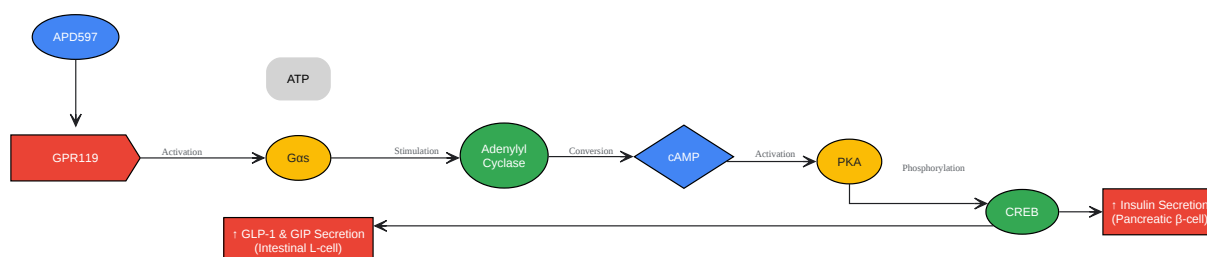 APD597
ATP
GPR119
Activation
Gαs
Stimulation
Adenylyl
Cyclase
Conversion
cAMP
Activation
PKA
Phosphorylation
CREB
↑ Insulin Secretion
(Pancreatic β-cell)
↑ GLP-1 & GIP Secretion
(Intestinal L-cell)